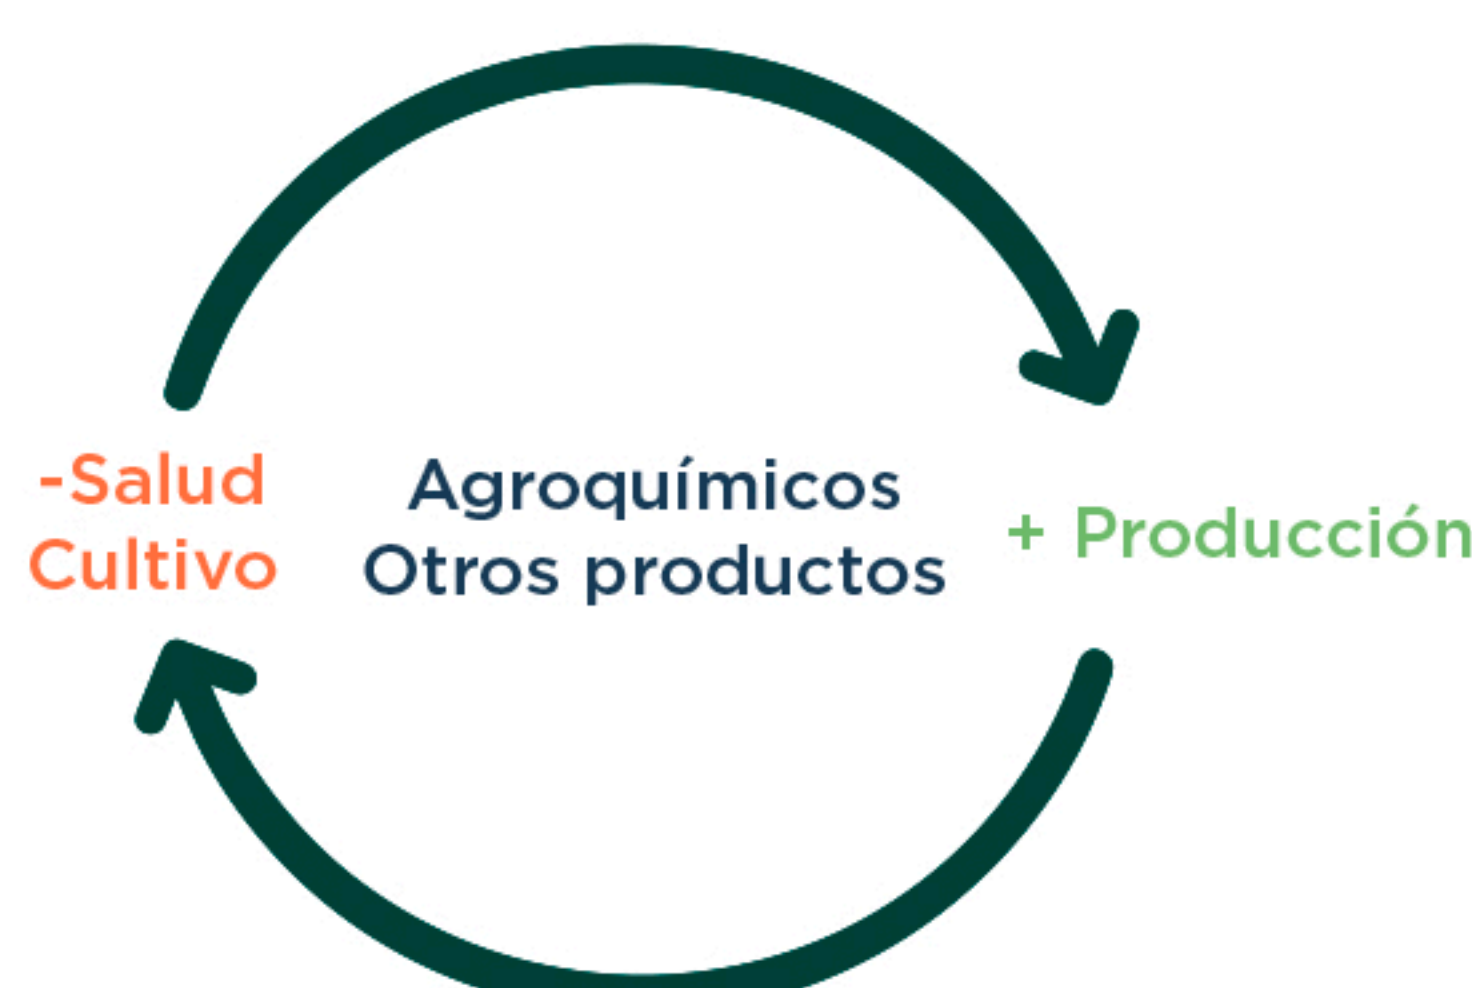 -Salud
Cultivo
Agroquímicos
Otros productos
+ Producción